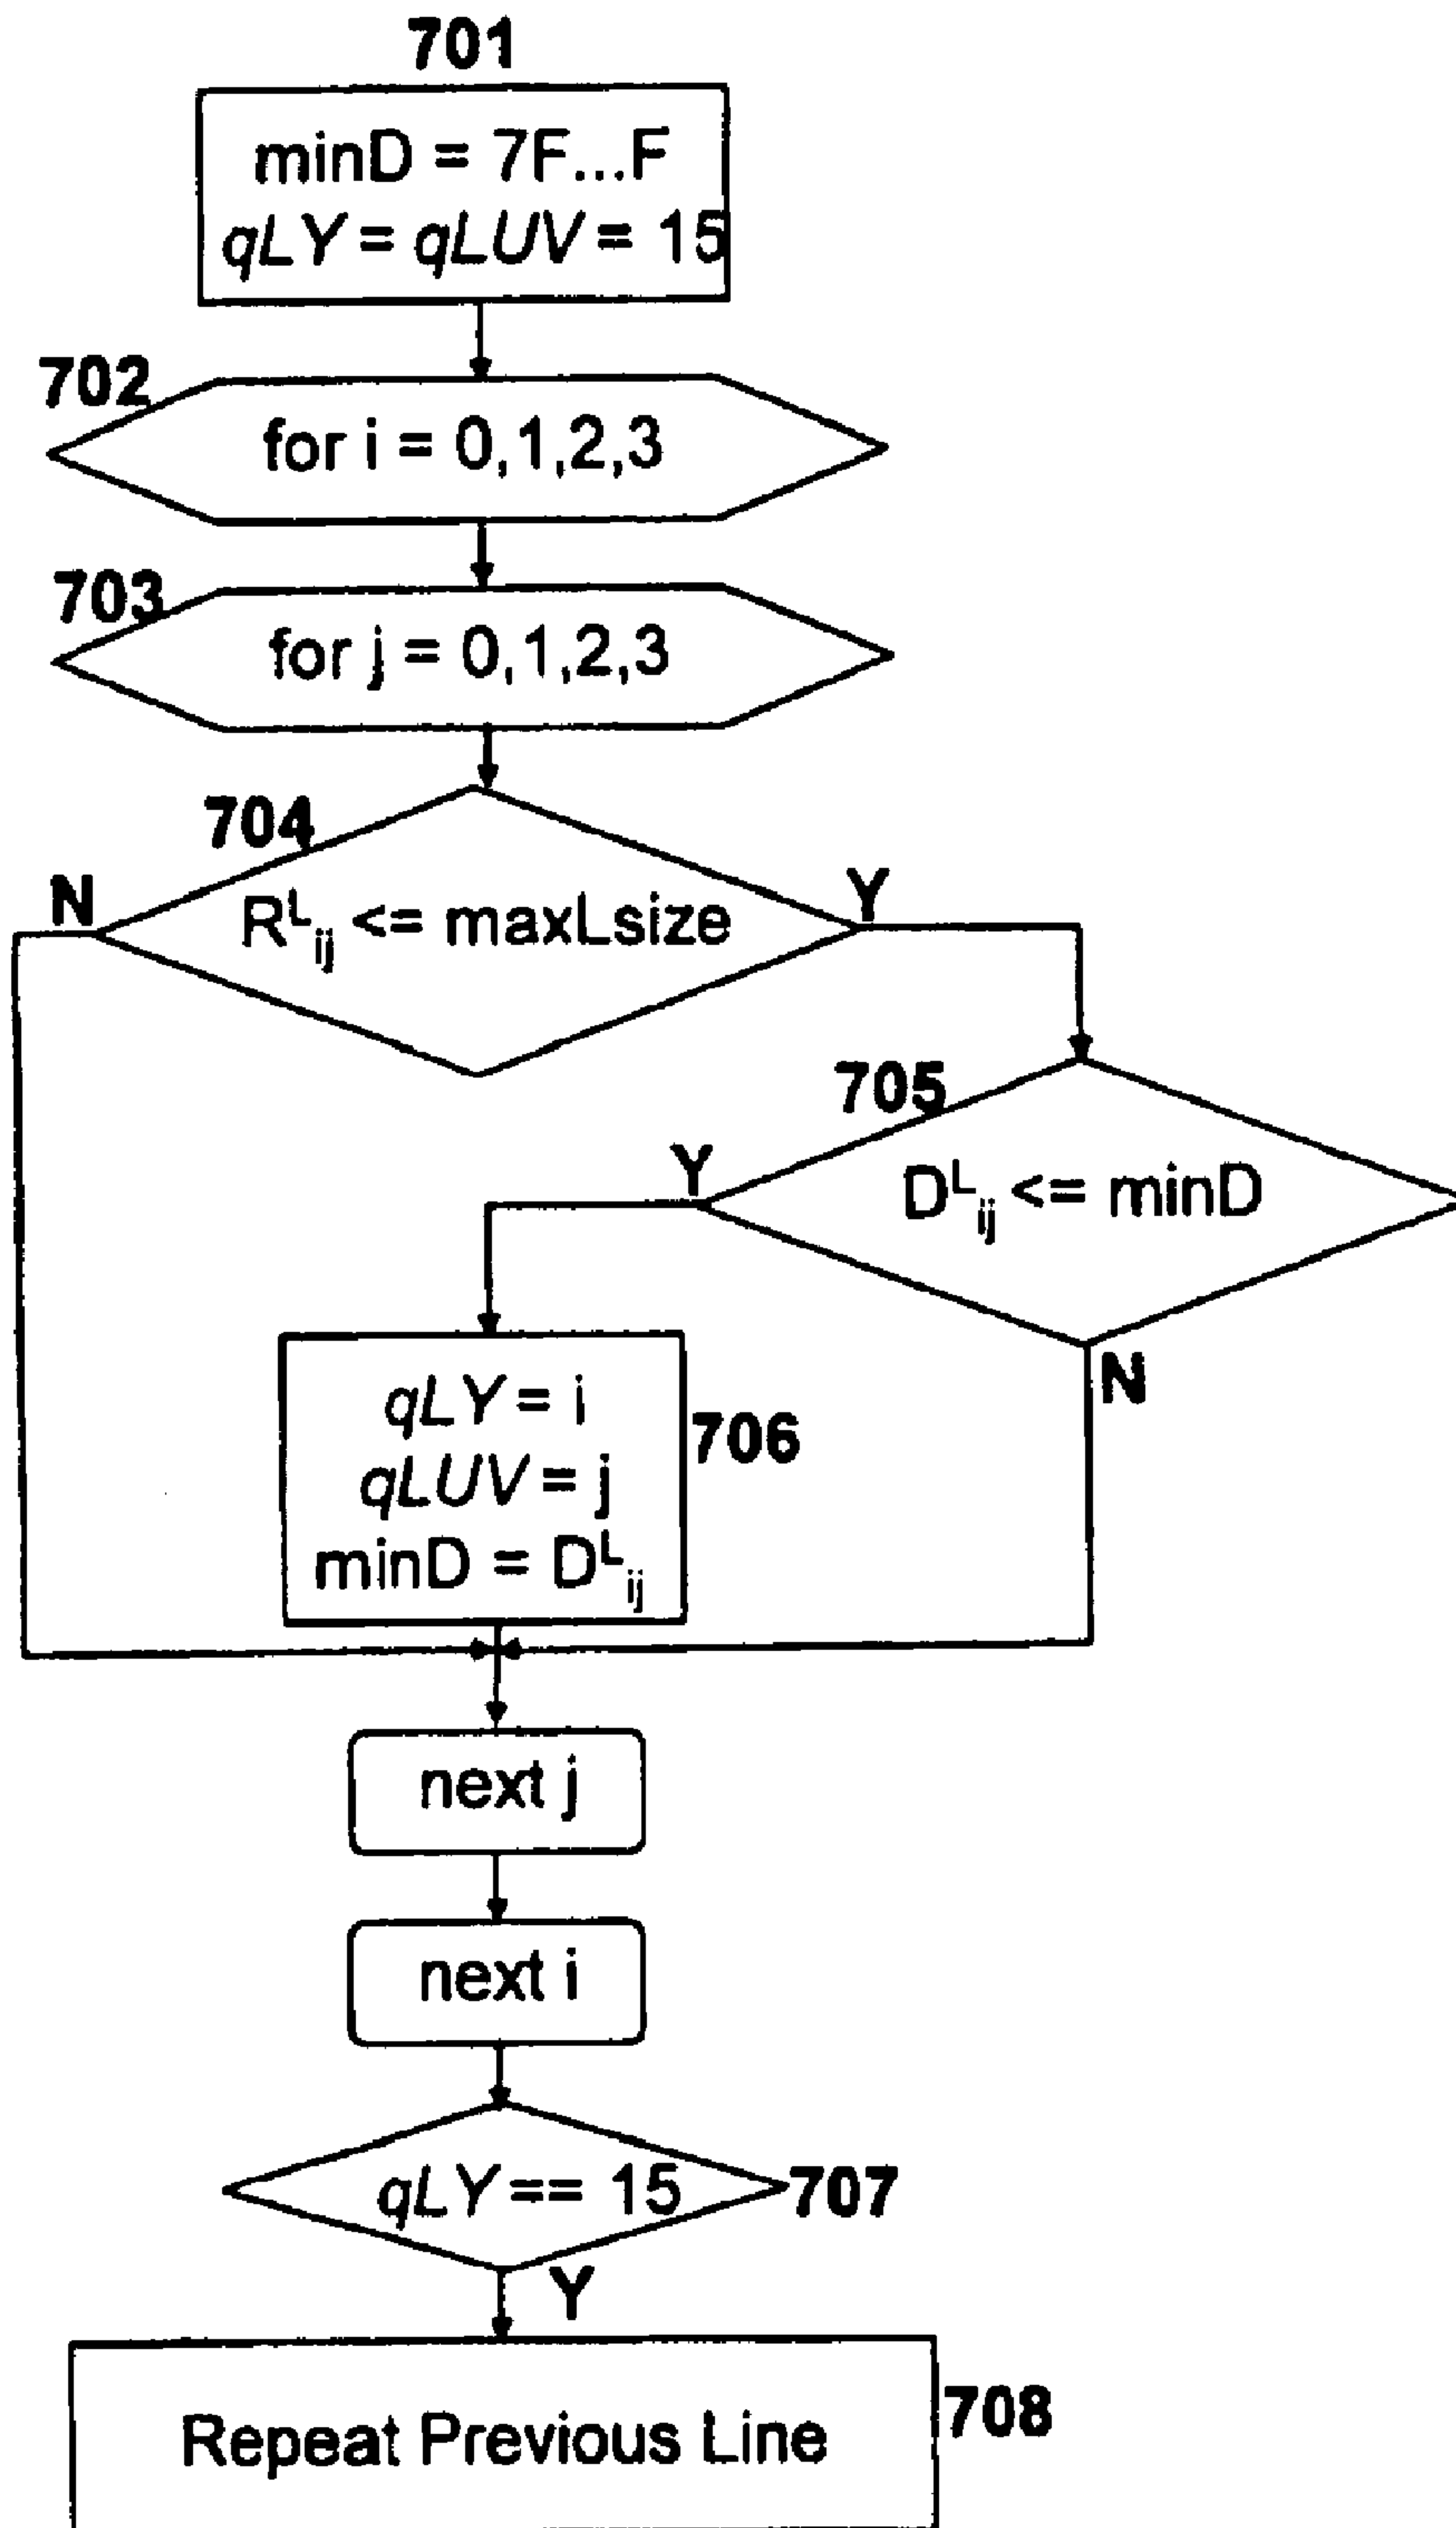 701
minD = 7F...F
qLY = qLUV = 15
702
for i = 0,1,2,3
703
for j = 0,1,2,3
704
N
R^L_ij <= maxLsize
Y
705
Y
D^L_ij <= minD
N
qLY = i
qLUV = j
minD = D^L_ij
706
next j
next i
qLY == 15
707
Y
Repeat Previous Line
708